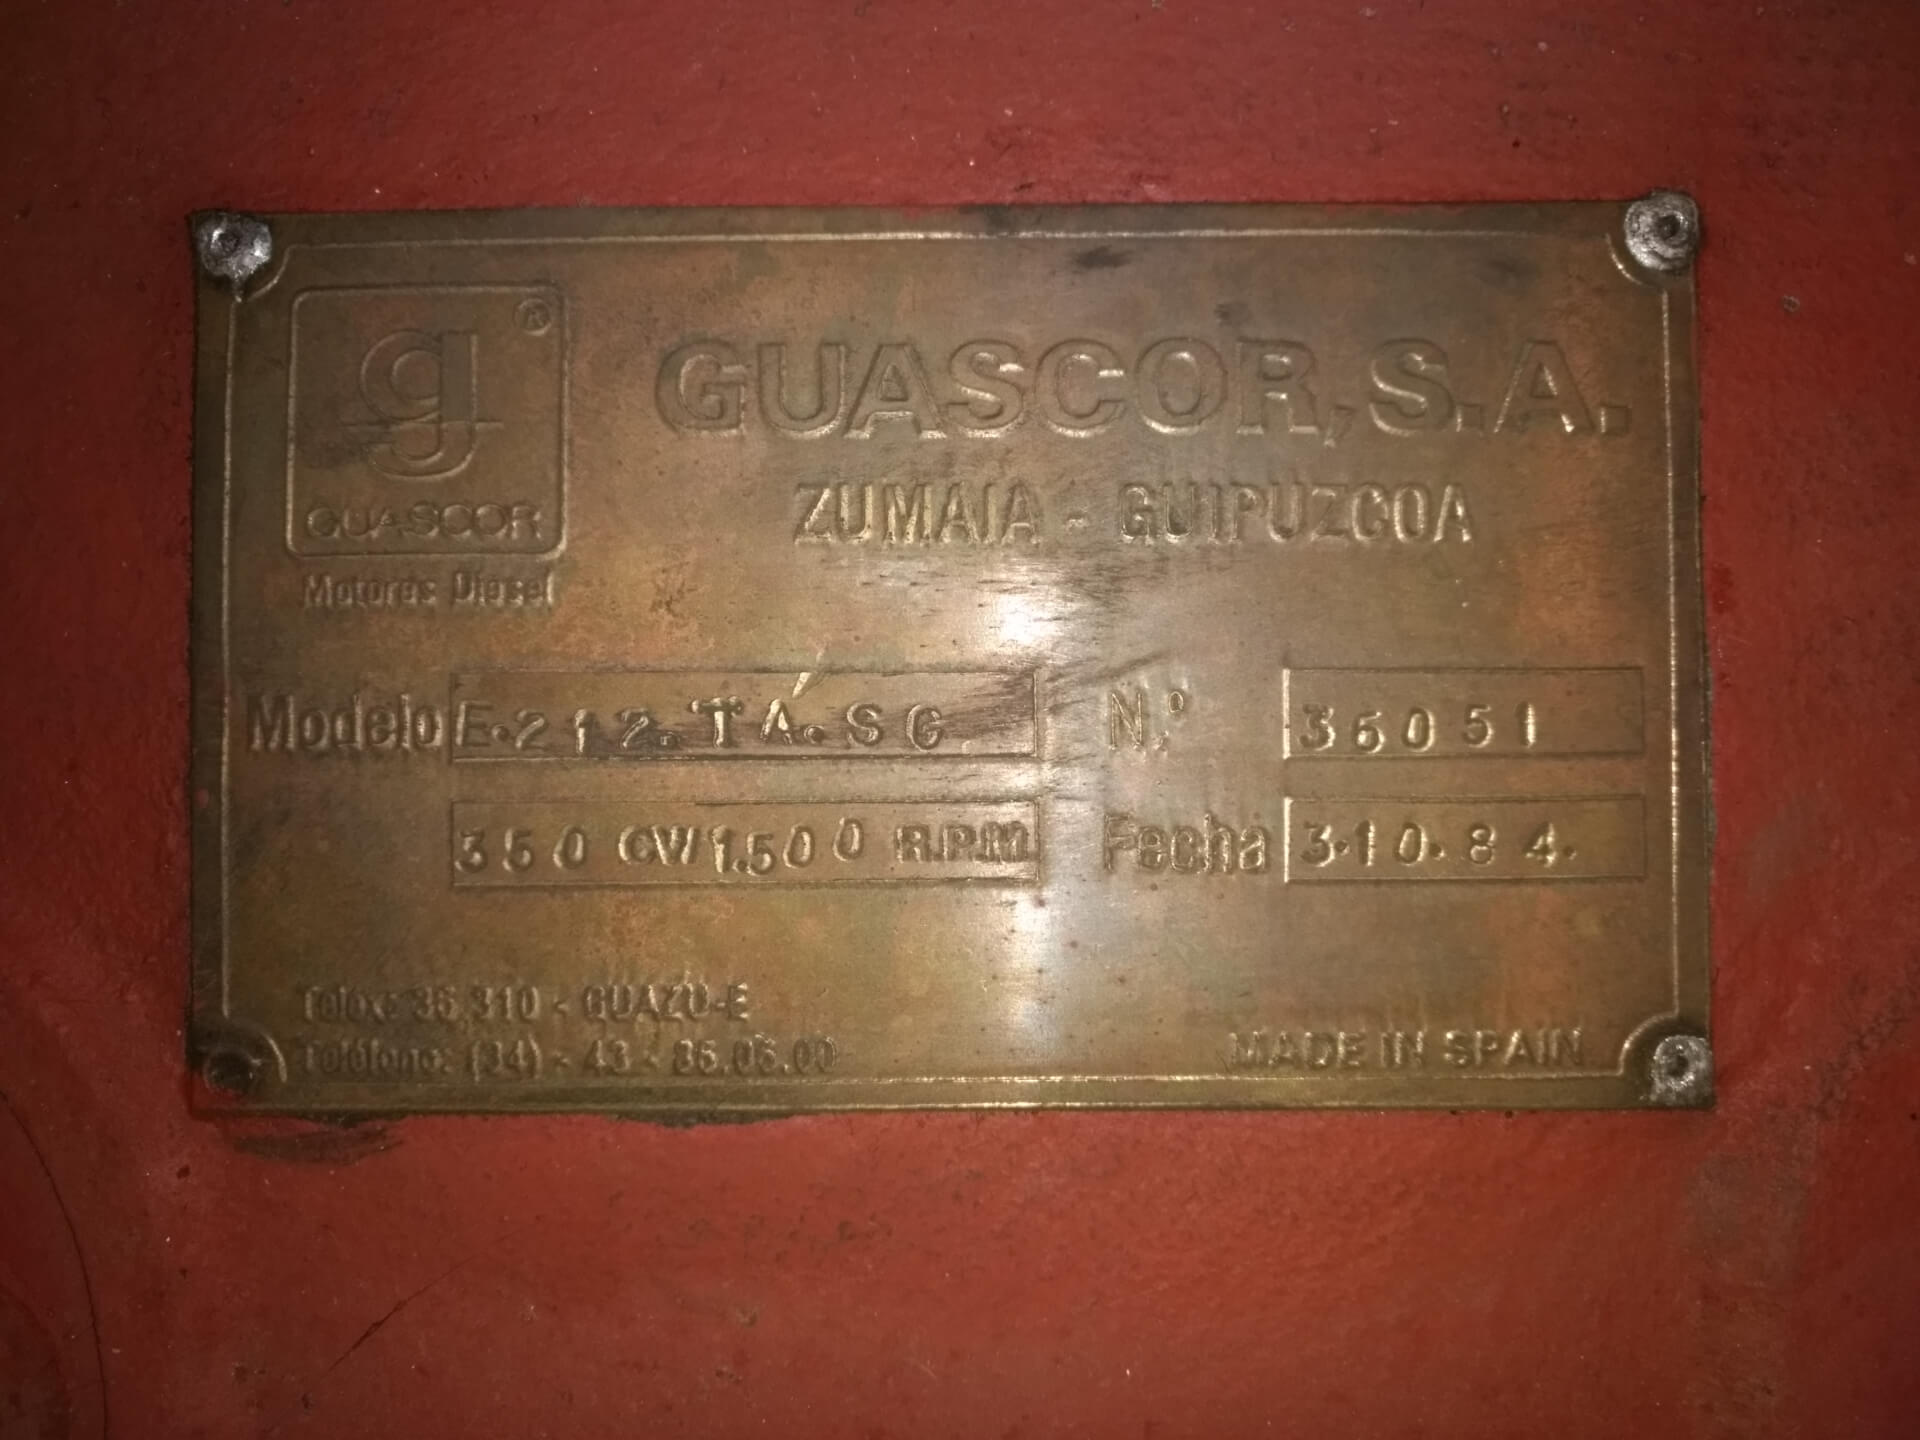 g ®
GUASCOR
Motores Diesel
GUASCOR, S.A.
ZUMAIA - GUIPUZCOA
Modelo E.212.TA.SG
N.º 36051
350 CW 1.500 R.P.M.
Fecha 3.10.84.
Telex: 36 310 - GUAZU-E
Teléfono: (34) - 43 - 86.06.00
MADE IN SPAIN